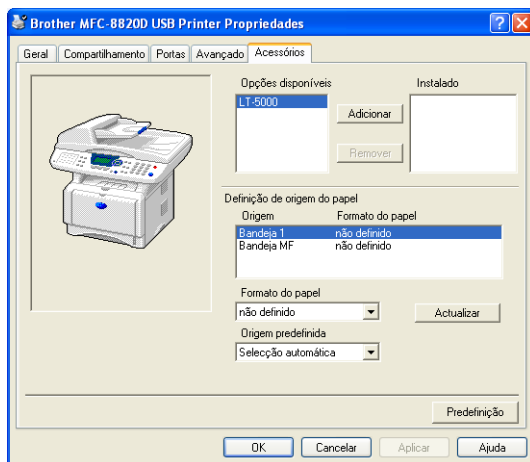 Brother MFC-8820D USB Printer Propriedades
Geral Compartilhamento Portas Avançado Acessórios
Opções disponíveis Instalado
LT-5000
Adicionar
Remover
Definição de origem do papel
Origem Formato do papel
Bandeja 1 não definido
Bandeja MF não definido
Formato do papel
não definido Actualizar
Origem predefinida
Selecção automática
Predefinição
OK Cancelar Aplicar Ajuda